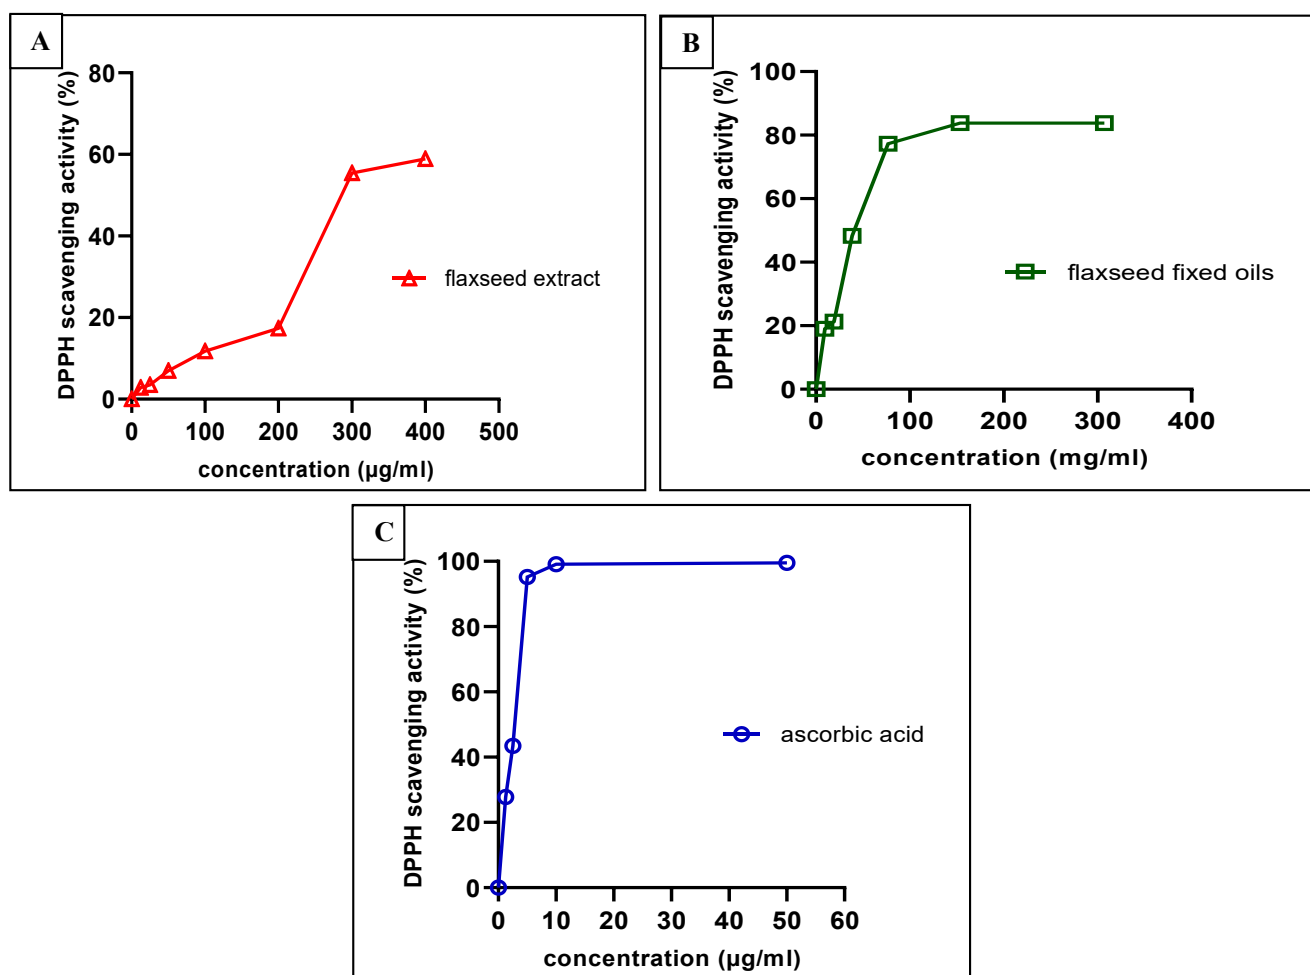 A
DPPH scavenging activity (%)
80
60
40
20
0
0 100 200 300 400 500
concentration (µg/ml)
flaxseed extract
B
DPPH scavenging activity (%)
100
80
60
40
20
0
0 100 200 300 400
concentration (mg/ml)
flaxseed fixed oils
C
DPPH scavenging activity (%)
100
80
60
40
20
0
0 10 20 30 40 50 60
concentration (µg/ml)
ascorbic acid